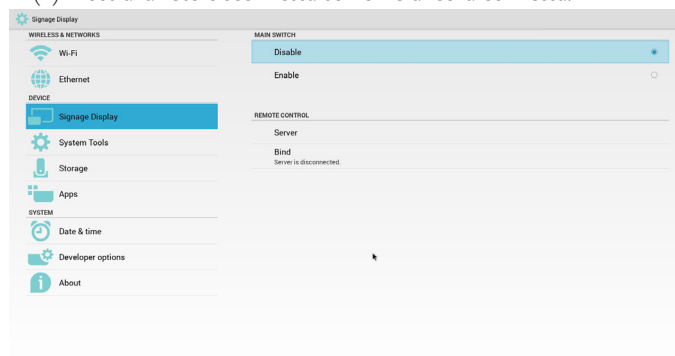 Signage Display
WIRELESS & NETWORKS
Wi-Fi
Ethernet
DEVICE
Signage Display
System Tools
Storage
Apps
SYSTEM
Date & time
Developer options
About
MAIN SWITCH
Disable
Enable
REMOTE CONTROL
Server
Bind
Server is disconnected.